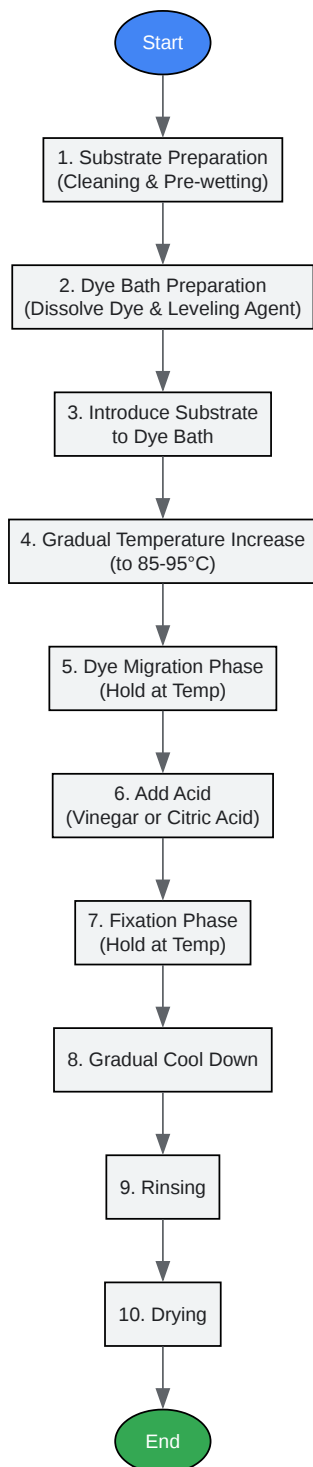 Start
1. Substrate Preparation
(Cleaning & Pre-wetting)
2. Dye Bath Preparation
(Dissolve Dye & Leveling Agent)
3. Introduce Substrate
to Dye Bath
4. Gradual Temperature Increase
(to 85-95°C)
5. Dye Migration Phase
(Hold at Temp)
6. Add Acid
(Vinegar or Citric Acid)
7. Fixation Phase
(Hold at Temp)
8. Gradual Cool Down
9. Rinsing
10. Drying
End